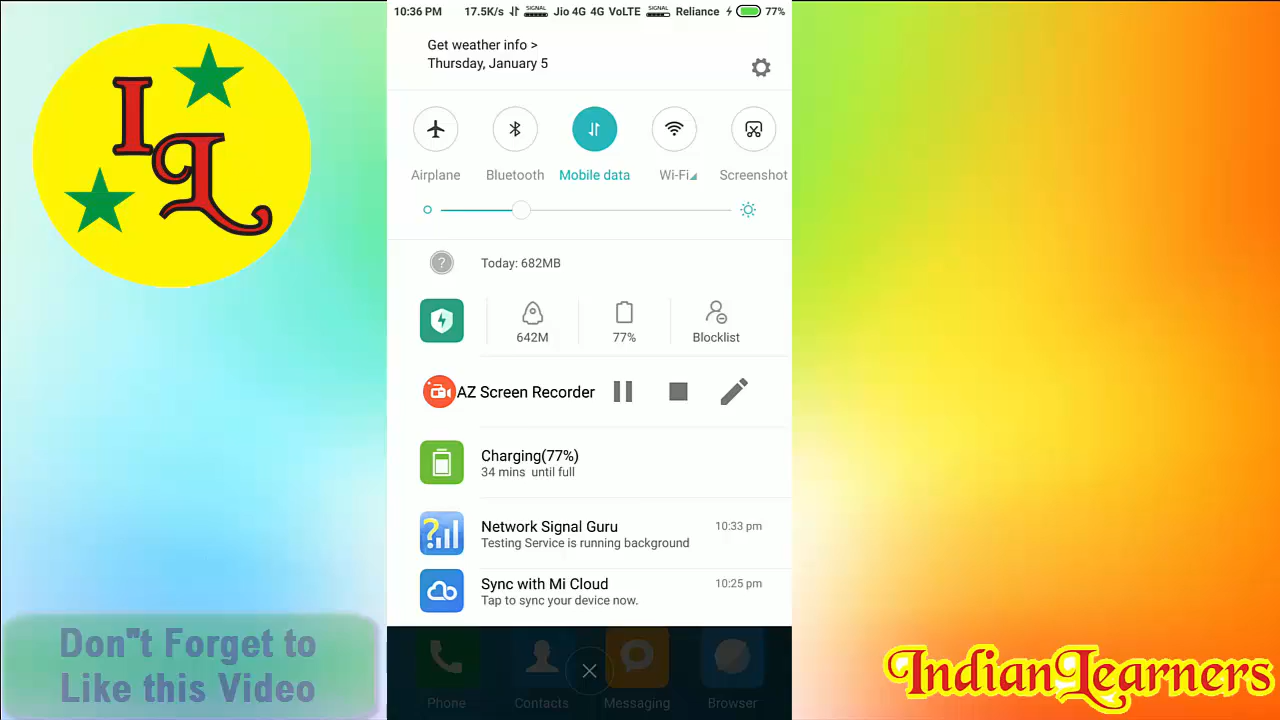 IL
10:36 PM 17.5K/s SIGNAL Jio 4G 4G VoLTE SIGNAL Reliance 77%
Get weather info >
Thursday, January 5
Airplane Bluetooth Mobile data Wi-Fi Screenshot
? Today: 682MB
642M 77% Blocklist
AZ Screen Recorder
Charging(77%)
34 mins until full
Network Signal Guru 10:33 pm
Testing Service is running background
Sync with Mi Cloud 10:25 pm
Tap to sync your device now.
Phone Contacts Messaging Browser
Don"t Forget to
Like this Video
IndianLearners